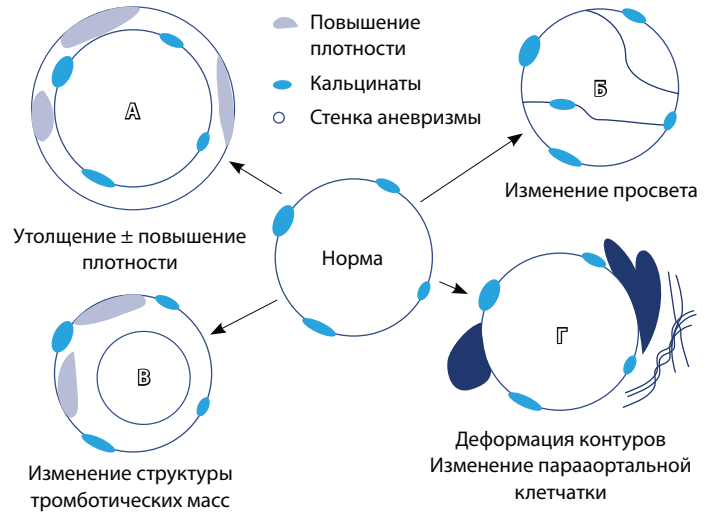 Повышение
плотности
Кальцинаты
Стенка аневризмы
А
Б
Изменение просвета
Утолщение ± повышение
плотности
Норма
В
Г
Изменение структуры
тромботических масс
Деформация контуров
Изменение парааортальной
клетчатки